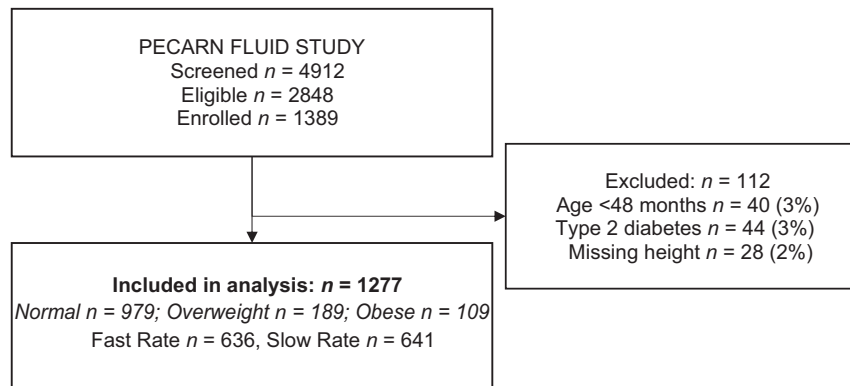 PECARN FLUID STUDY
Screened n = 4912
Eligible n = 2848
Enrolled n = 1389
Excluded: n = 112
Age <48 months n = 40 (3%)
Type 2 diabetes n = 44 (3%)
Missing height n = 28 (2%)
Included in analysis: n = 1277
Normal n = 979; Overweight n = 189; Obese n = 109
Fast Rate n = 636, Slow Rate n = 641